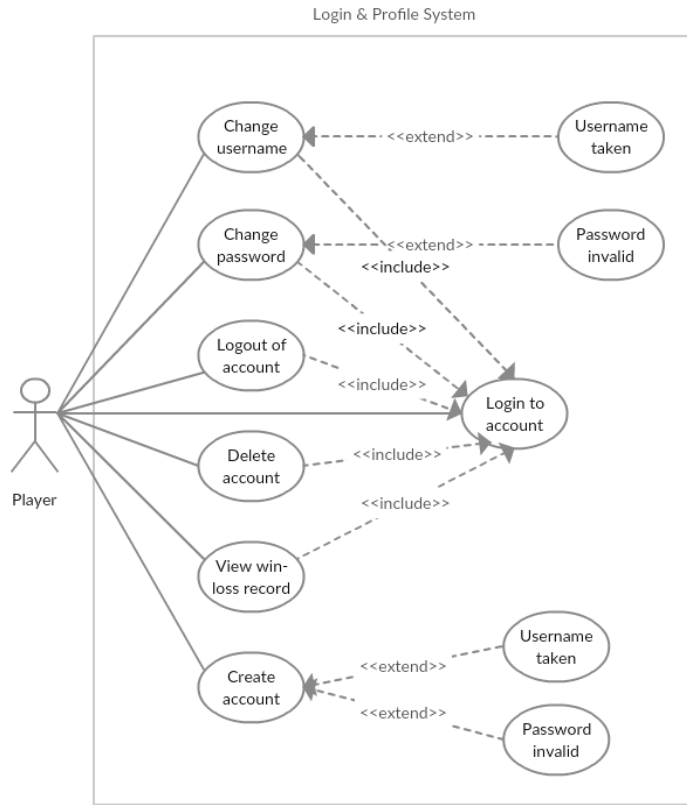 Login & Profile System
Change
username
<<extend>>
Username
taken
Change
password
<<extend>>
Password
invalid
<<include>>
<<include>>
Logout of
account
<<include>>
Login to
account
Player
Delete
account
<<include>>
<<include>>
View win-
loss record
Create
account
<<extend>>
Username
taken
<<extend>>
Password
invalid